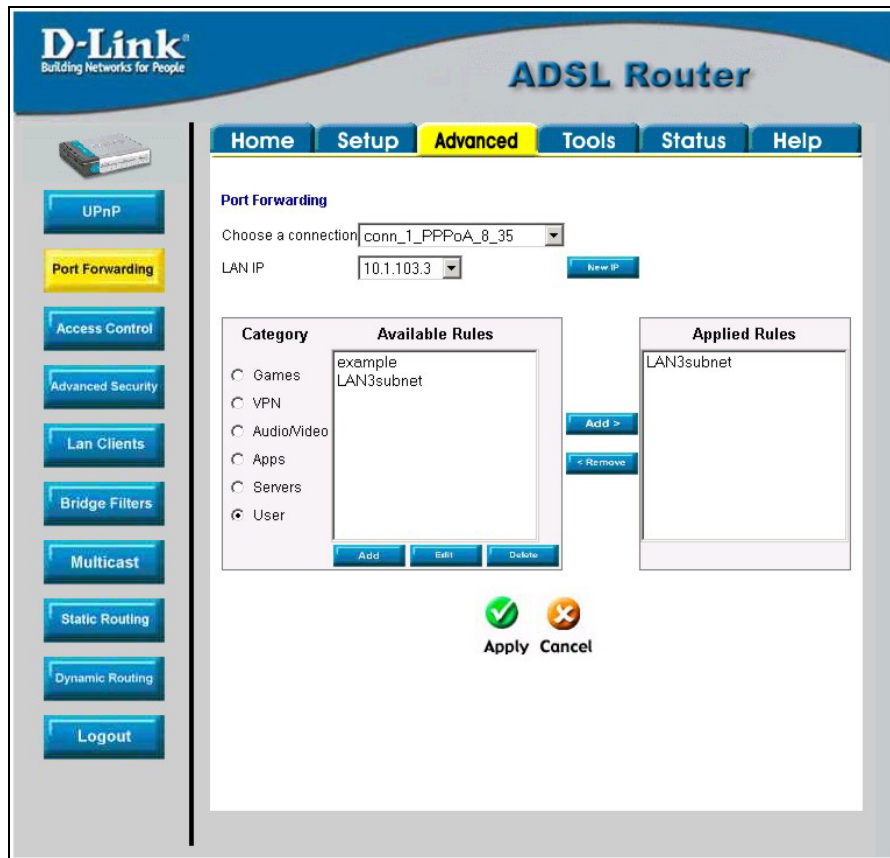 D-Link®
Building Networks for People
ADSL Router
Home Setup Advanced Tools Status Help
UPnP
Port Forwarding
Access Control
Advanced Security
Lan Clients
Bridge Filters
Multicast
Static Routing
Dynamic Routing
Logout
Port Forwarding
Choose a connection conn_1_PPPoA_8_35
LAN IP 10.1.103.3 New IP
Category Available Rules
Games
VPN
Audio/Video
Apps
Servers
User
example
LAN3subnet
Add Edit Delete
Add >
< Remove
Applied Rules
LAN3subnet
Apply Cancel